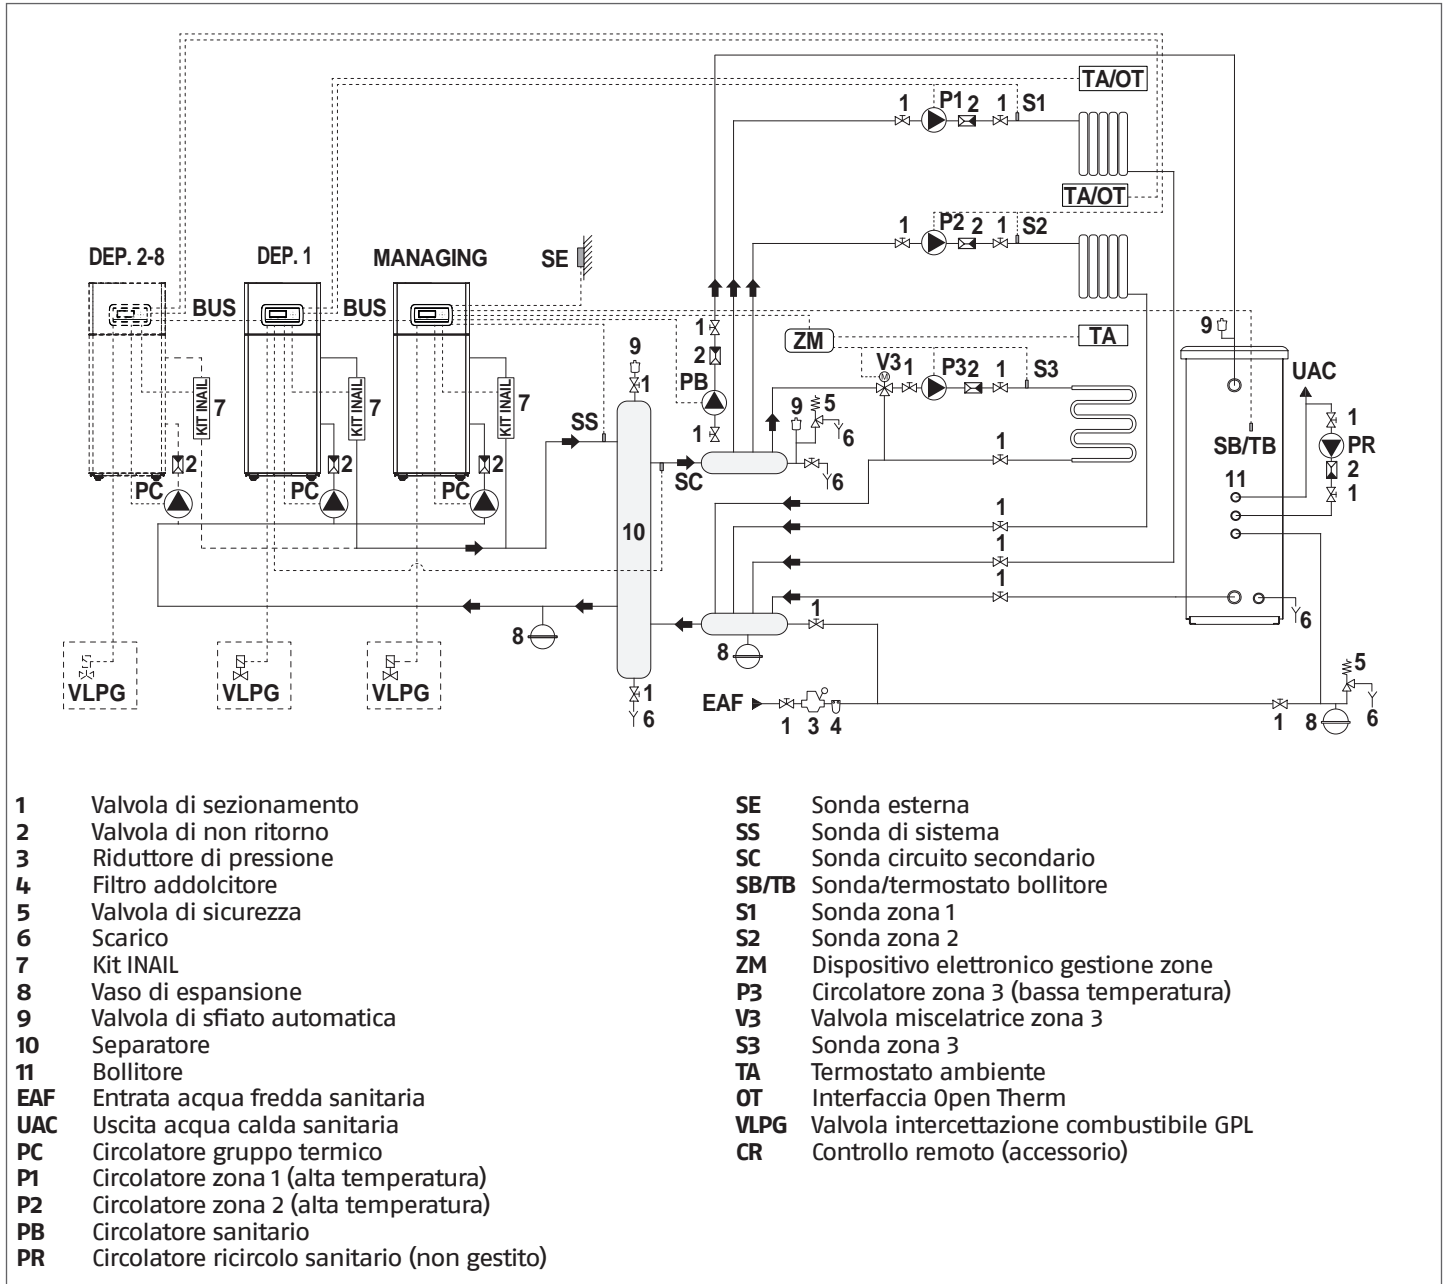 TA/OT
1 P1 2 1 S1
TA/OT
1 P2 2 1 S2
DEP. 2-8 DEP. 1 MANAGING SE
BUS BUS
1
ZM TA
9
9 2 V3 1 P3 2 1 S3
1 PB UAC
KIT INAIL 7 KIT INAIL 7 KIT INAIL 7
SS 9 5 1
1 6 SB/TB PR
2 2 2 1
SC 6 11 2
PC PC PC 1
10 1
1
1
1
8 8 6
VLPG VLPG VLPG
1 5
6
EAF 1 3 4 1 8 6
1 Valvola di sezionamento
2 Valvola di non ritorno
3 Riduttore di pressione
4 Filtro addolcitore
5 Valvola di sicurezza
6 Scarico
7 Kit INAIL
8 Vaso di espansione
9 Valvola di sfiato automatica
10 Separatore
11 Bollitore
EAF Entrata acqua fredda sanitaria
UAC Uscita acqua calda sanitaria
PC Circolatore gruppo termico
P1 Circolatore zona 1 (alta temperatura)
P2 Circolatore zona 2 (alta temperatura)
PB Circolatore sanitario
PR Circolatore ricircolo sanitario (non gestito)
SE Sonda esterna
SS Sonda di sistema
SC Sonda circuito secondario
SB/TB Sonda/termostato bollitore
S1 Sonda zona 1
S2 Sonda zona 2
ZM Dispositivo elettronico gestione zone
P3 Circolatore zona 3 (bassa temperatura)
V3 Valvola miscelatrice zona 3
S3 Sonda zona 3
TA Termostato ambiente
OT Interfaccia Open Therm
VLPG Valvola intercettazione combustibile GPL
CR Controllo remoto (accessorio)